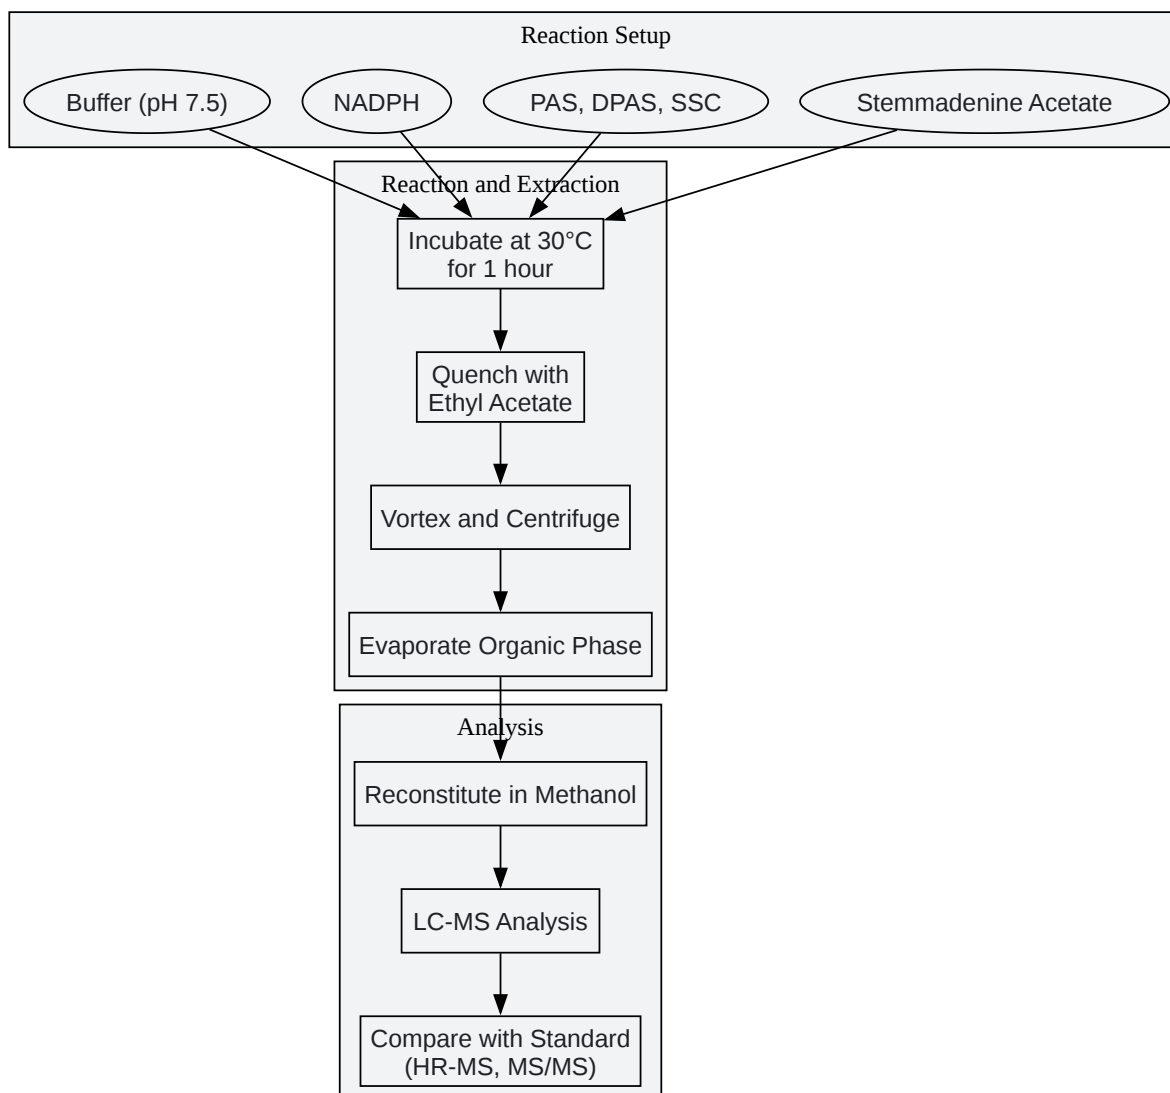 Reaction Setup
Buffer (pH 7.5)
NADPH
PAS, DPAS, SSC
Stemmadenine Acetate
Reaction and Extraction
Incubate at 30°C
for 1 hour
Quench with
Ethyl Acetate
Vortex and Centrifuge
Evaporate Organic Phase
Analysis
Reconstitute in Methanol
LC-MS Analysis
Compare with Standard
(HR-MS, MS/MS)